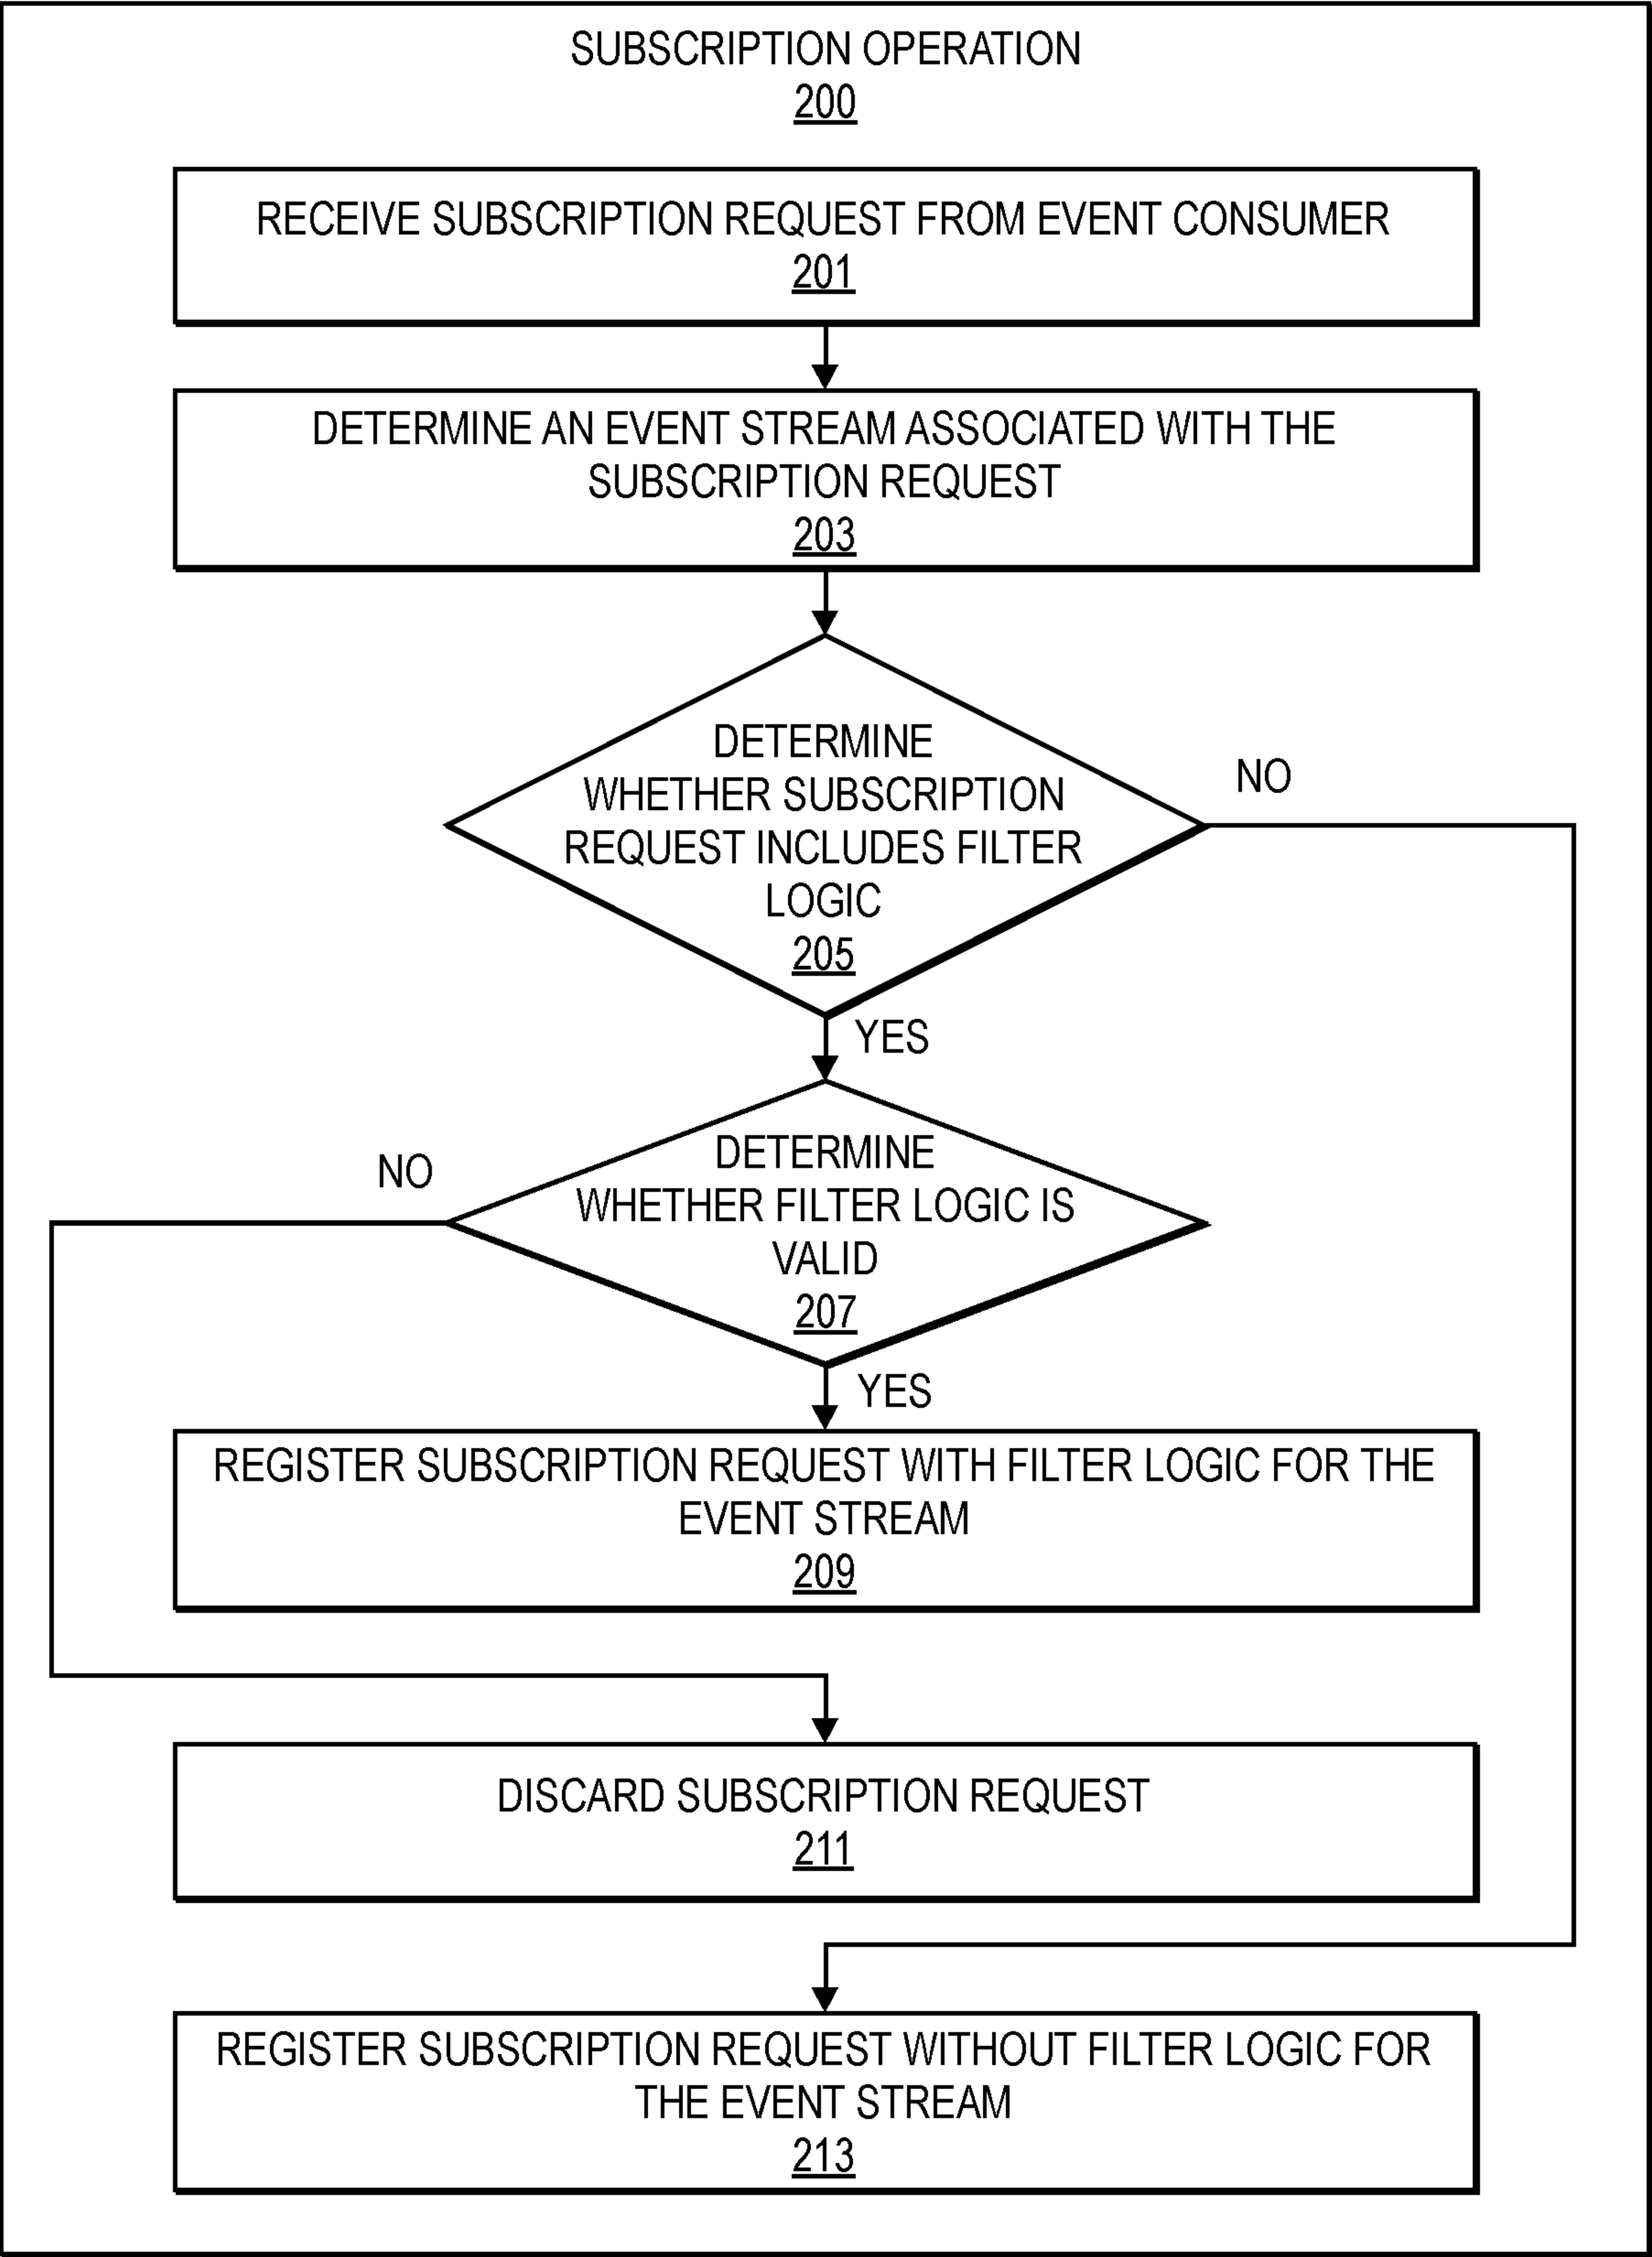 SUBSCRIPTION OPERATION
200
RECEIVE SUBSCRIPTION REQUEST FROM EVENT CONSUMER
201
DETERMINE AN EVENT STREAM ASSOCIATED WITH THE
SUBSCRIPTION REQUEST
203
DETERMINE
WHETHER SUBSCRIPTION
REQUEST INCLUDES FILTER
LOGIC
205
NO
YES
DETERMINE
WHETHER FILTER LOGIC IS
VALID
207
NO
YES
REGISTER SUBSCRIPTION REQUEST WITH FILTER LOGIC FOR THE
EVENT STREAM
209
DISCARD SUBSCRIPTION REQUEST
211
REGISTER SUBSCRIPTION REQUEST WITHOUT FILTER LOGIC FOR
THE EVENT STREAM
213